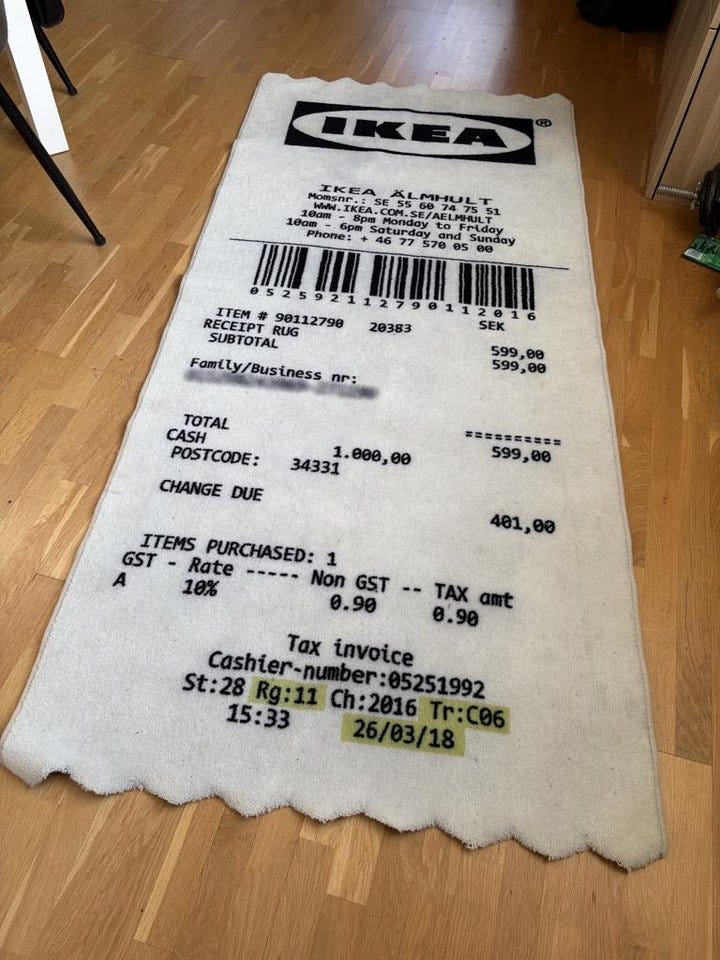 IKEA®
IKEA ÄLMHULT
Momsnr.: SE 55 60 74 75 51
WWW.IKEA.COM.SE/AELMHULT
10am - 8pm Monday to Friday
10am - 6pm Saturday and Sunday
Phone: + 46 77 570 05 00
052592112790112016
ITEM # 90112790 20383 SEK
RECEIPT RUG 599,00
SUBTOTAL 599,00
Family/Business nr:
==========
TOTAL 599,00
CASH 1.000,00
POSTCODE: 34331
CHANGE DUE 401,00
ITEMS PURCHASED: 1
GST - Rate ----- Non GST -- TAX amt
A 10% 0.90 0.90
Tax invoice
Cashier-number:05251992
St:28 Rg:11 Ch:2016 Tr:C06
15:33 26/03/18